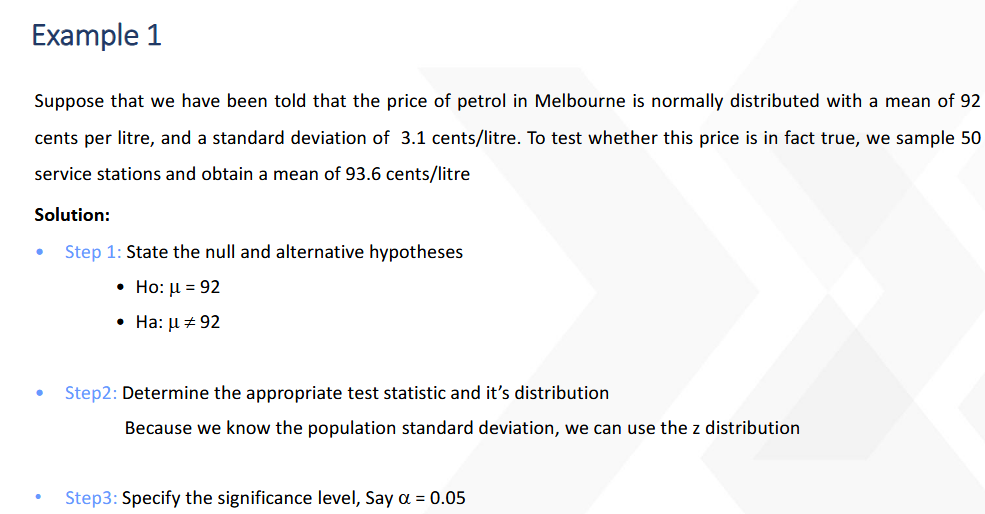 Example 1
Suppose that we have been told that the price of petrol in Melbourne is normally distributed with a mean of 92
cents per litre, and a standard deviation of 3.1 cents/litre. To test whether this price is in fact true, we sample 50
service stations and obtain a mean of 93.6 cents/litre
Solution:
• Step 1: State the null and alternative hypotheses
• Ho: μ = 92
• Ha: μ ≠ 92
• Step2: Determine the appropriate test statistic and it’s distribution
Because we know the population standard deviation, we can use the z distribution
• Step3: Specify the significance level, Say α = 0.05